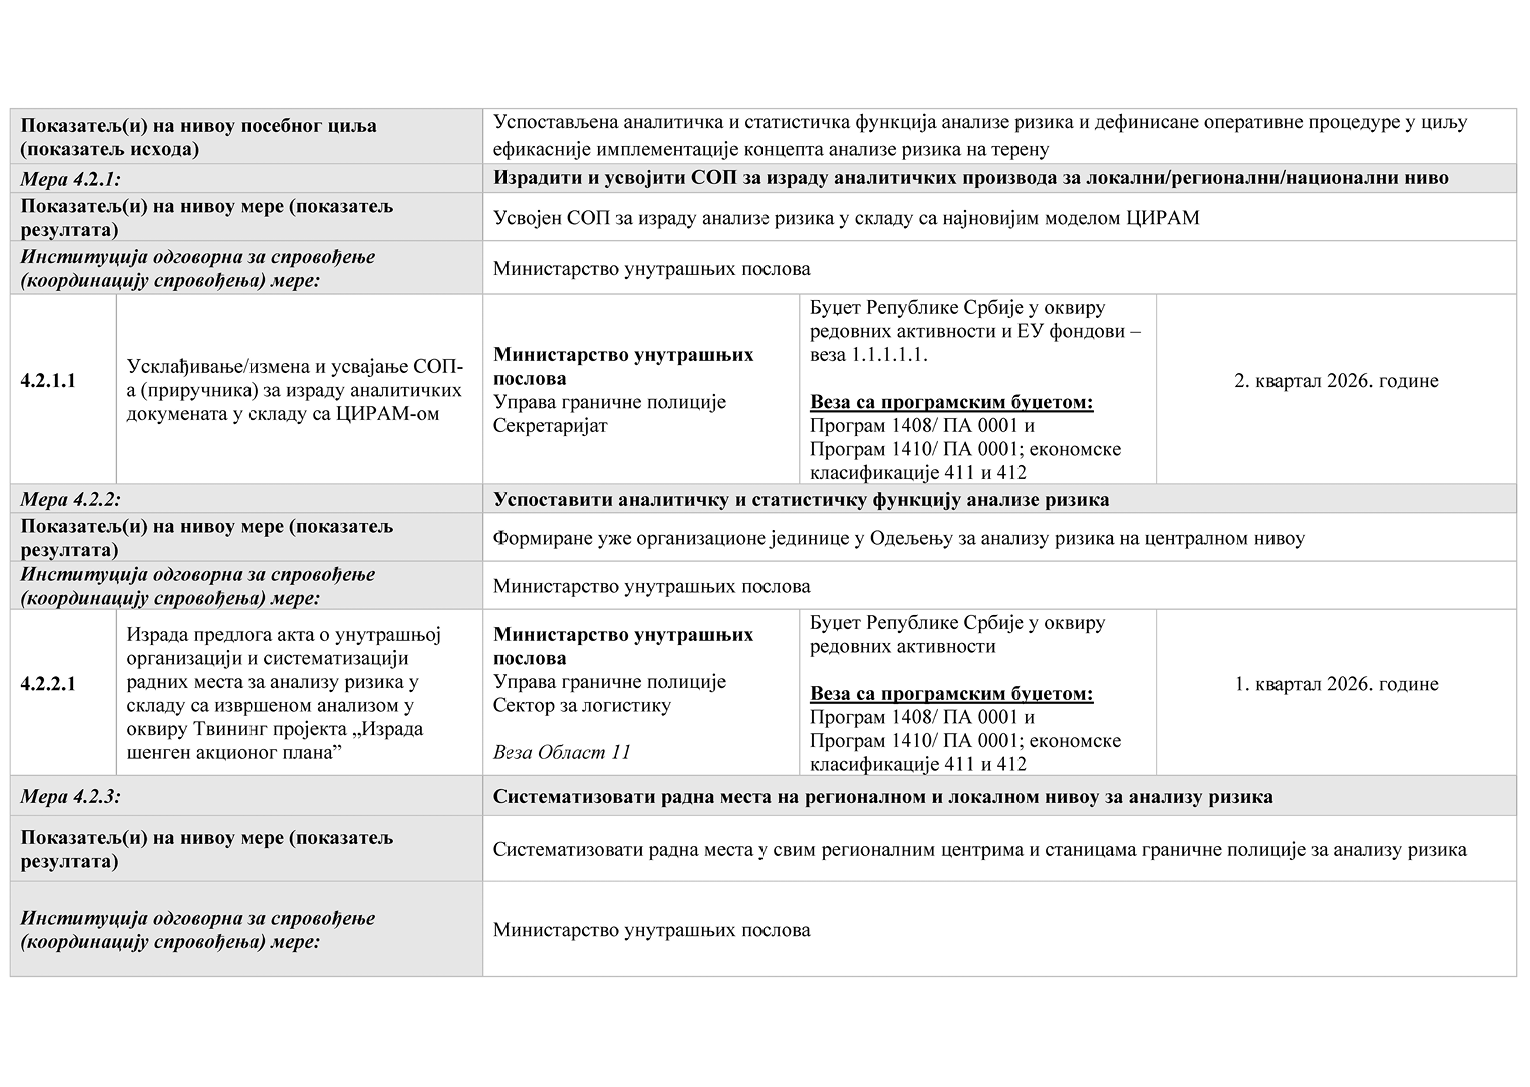 Показатељ(и) на нивоу посебног циља
(показатељ исхода)
Успостављена аналитичка и статистичка функција анализе ризика и дефинисане оперативне процедуре у циљу
ефикасније имплементације концепта анализе ризика на терену
Мера 4.2.1:
Израдити и усвојити СОП за израду аналитичких производа за локални/регионални/национални ниво
Показатељ(и) на нивоу мере (показатељ
резултата)
Усвојен СОП за израду анализе ризика у складу са најновијим моделом ЦИРАМ
Институција одговорна за спровођење
(координацију спровођења) мере:
Министарство унутрашњих послова
4.2.1.1
Усклађивање/измена и усвајање СОП-
а (приручника) за израду аналитичких
докумената у складу са ЦИРАМ-ом
Министарство унутрашњих
послова
Управа граничне полиције
Секретаријат
Буџет Републике Србије у оквиру
редовних активности и ЕУ фондови –
веза 1.1.1.1.1.
Веза са програмским буџетом:
Програм 1408/ ПА 0001 и
Програм 1410/ ПА 0001; економске
класификације 411 и 412
2. квартал 2026. године
Мера 4.2.2:
Успоставити аналитичку и статистичку функцију анализе ризика
Показатељ(и) на нивоу мере (показатељ
резултата)
Формиране уже организационе јединице у Одељењу за анализу ризика на централном нивоу
Институција одговорна за спровођење
(координацију спровођења) мере:
Министарство унутрашњих послова
4.2.2.1
Израда предлога акта о унутрашњој
организацији и систематизацији
радних места за анализу ризика у
складу са извршеном анализом у
оквиру Твининг пројекта „Израда
шенген акционог плана”
Министарство унутрашњих
послова
Управа граничне полиције
Сектор за логистику
Веза Област 11
Буџет Републике Србије у оквиру
редовних активности
Веза са програмским буџетом:
Програм 1408/ ПА 0001 и
Програм 1410/ ПА 0001; економске
класификације 411 и 412
1. квартал 2026. године
Мера 4.2.3:
Систематизовати радна места на регионалном и локалном нивоу за анализу ризика
Показатељ(и) на нивоу мере (показатељ
резултата)
Систематизовати радна места у свим регионалним центрима и станицама граничне полиције за анализу ризика
Институција одговорна за спровођење
(координацију спровођења) мере:
Министарство унутрашњих послова